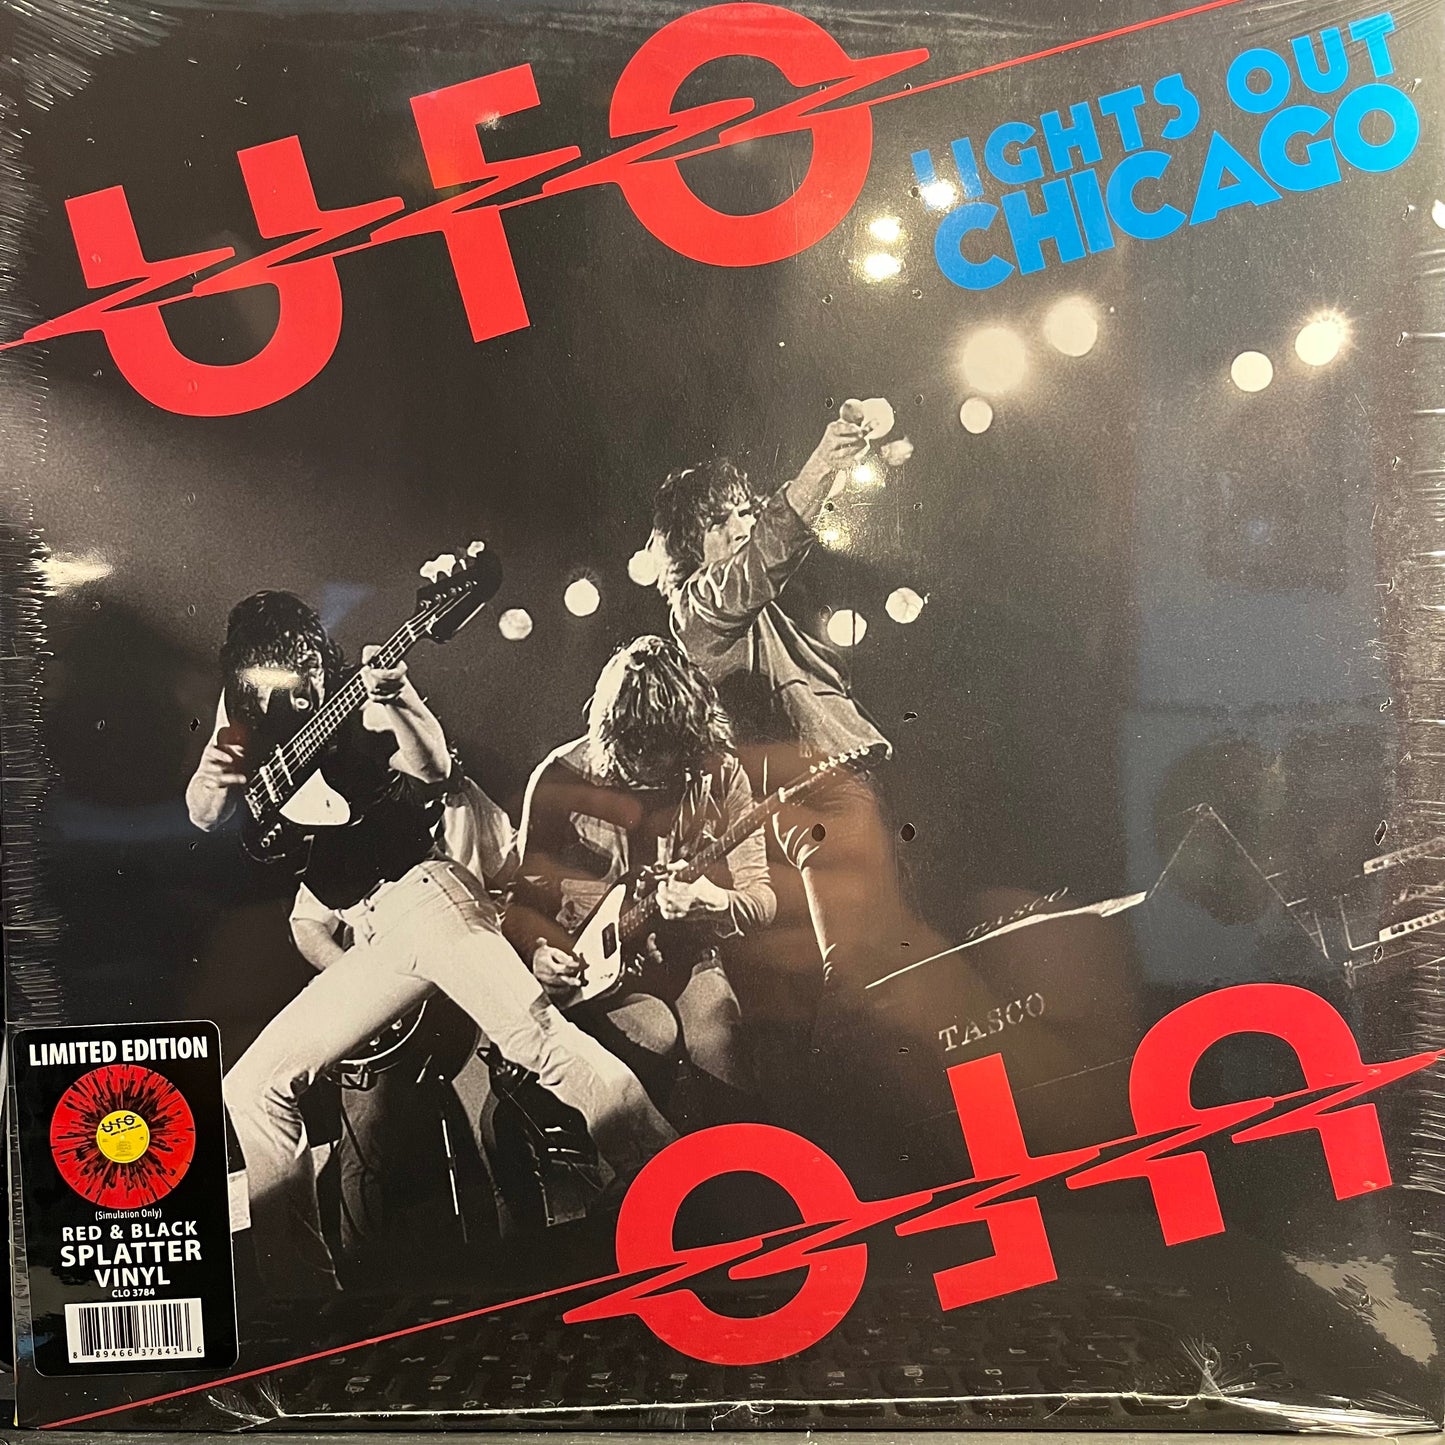 UFO
LIGHTS OUT
CHICAGO
TASCO
TASCO
UFO
LIMITED EDITION
UFO
(Simulation Only)
RED & BLACK
SPLATTER
VINYL
CLO 3784
8 89466 37841 6